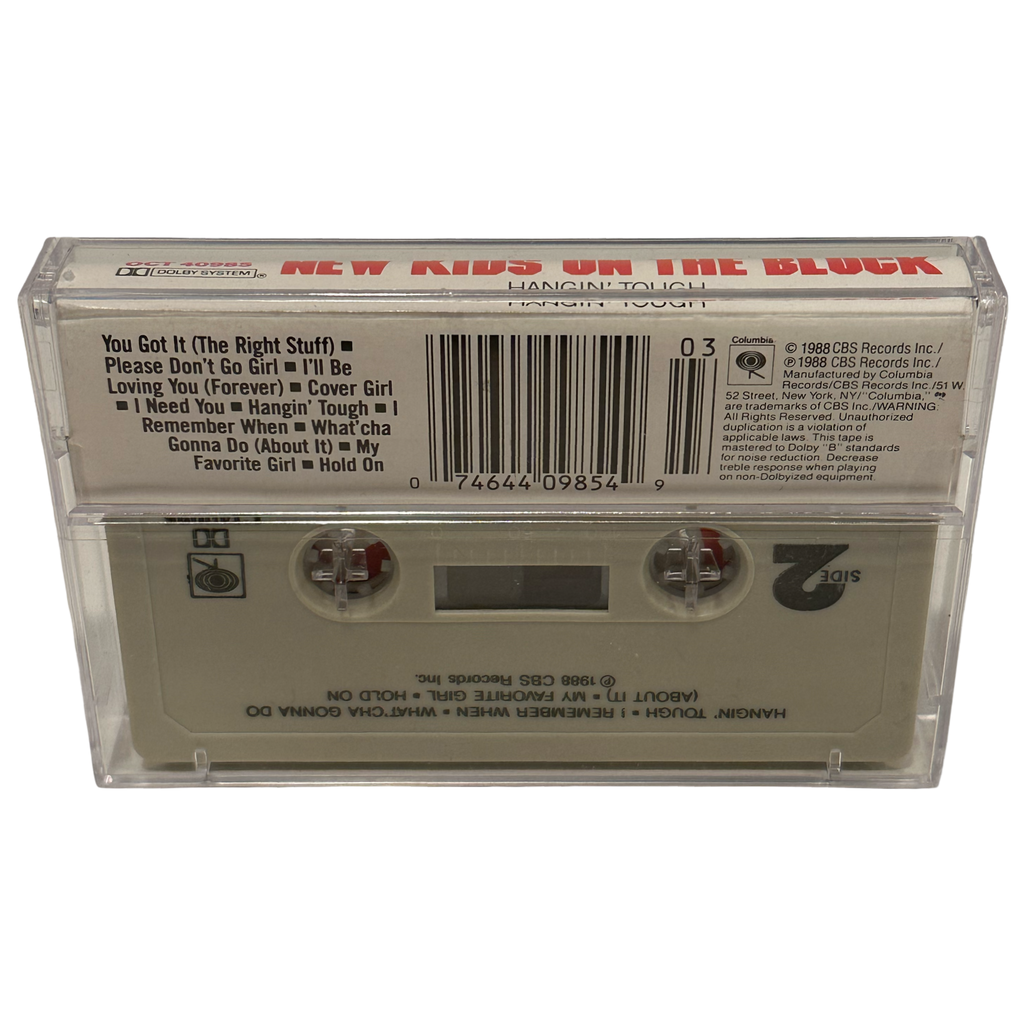 OCT 40985
DOLBY SYSTEM ®
NEW KIDS ON THE BLOCK
HANGIN' TOUGH
You Got It (The Right Stuff) ■
Please Don't Go Girl ■ I'll Be
Loving You (Forever) ■ Cover Girl
■ I Need You ■ Hangin' Tough ■ I
Remember When ■ What'cha
Gonna Do (About It) ■ My
Favorite Girl ■ Hold On
03
0 74644 09854 9
Columbia
© 1988 CBS Records Inc./
℗ 1988 CBS Records Inc./
Manufactured by Columbia
Records/CBS Records Inc./51 W.
52 Street, New York, NY/"Columbia,"
are trademarks of CBS Inc./WARNING:
All Rights Reserved. Unauthorized
duplication is a violation of
applicable laws. This tape is
mastered to Dolby "B" standards
for noise reduction. Decrease
treble response when playing
on non-Dolbyized equipment.
SIDE 2
HANGIN' TOUGH • I REMEMBER WHEN • WHAT'CHA GONNA DO
(ABOUT IT) • MY FAVORITE GIRL • HOLD ON
℗ 1988 CBS Records Inc.